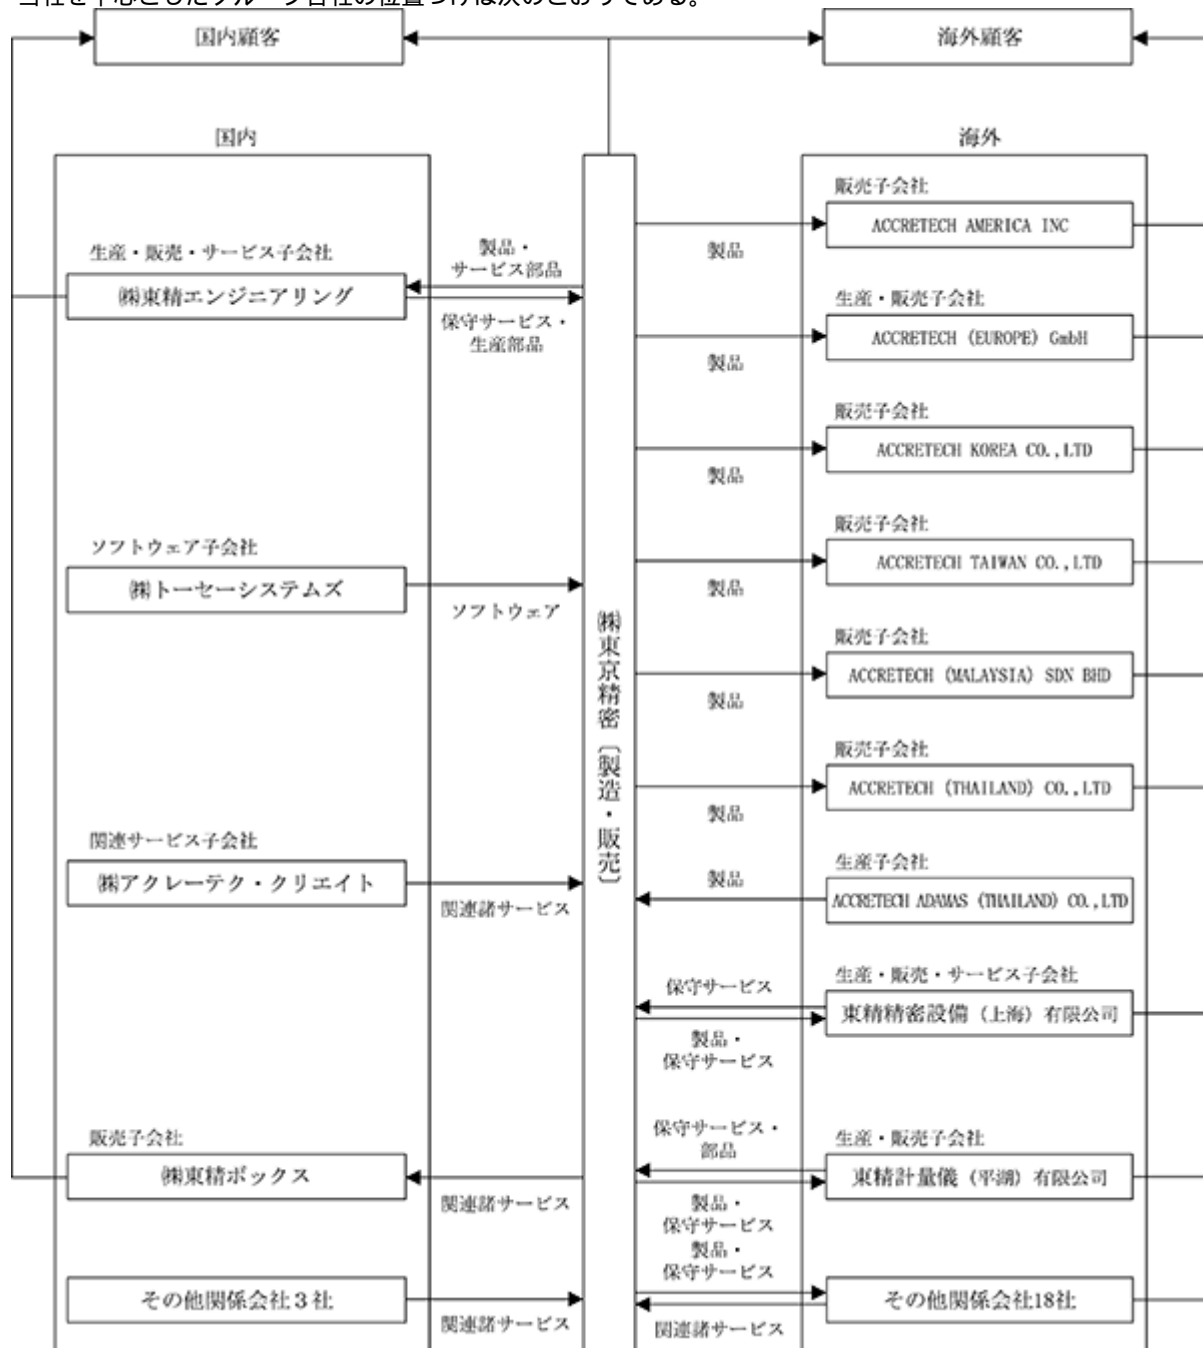 当社を中心としたグループ各社の位置づけは次のとおりである。
国内顧客
海外顧客
国内
海外
生産・販売・サービス子会社
㈱東精エンジニアリング
製品・
サービス部品
保守サービス・
生産部品
ソフトウェア子会社
㈱トーセーシステムズ
ソフトウェア
関連サービス子会社
㈱アクレーテク・クリエイト
関連諸サービス
販売子会社
㈱東精ボックス
関連諸サービス
その他関係会社3社
関連諸サービス
㈱東京精密〔製造・販売〕
販売子会社
ACCRETECH AMERICA INC
製品
生産・販売子会社
ACCRETECH (EUROPE) GmbH
製品
販売子会社
ACCRETECH KOREA CO.,LTD
製品
販売子会社
ACCRETECH TAIWAN CO.,LTD
製品
販売子会社
ACCRETECH (MALAYSIA) SDN BHD
製品
販売子会社
ACCRETECH (THAILAND) CO.,LTD
製品
生産子会社
ACCRETECH ADAMAS (THAILAND) CO.,LTD
製品
生産・販売・サービス子会社
東精精密設備（上海）有限公司
保守サービス
製品・
保守サービス
生産・販売子会社
東精計量儀（平湖）有限公司
保守サービス・
部品
製品・
保守サービス
製品・
保守サービス
その他関係会社18社
関連諸サービス